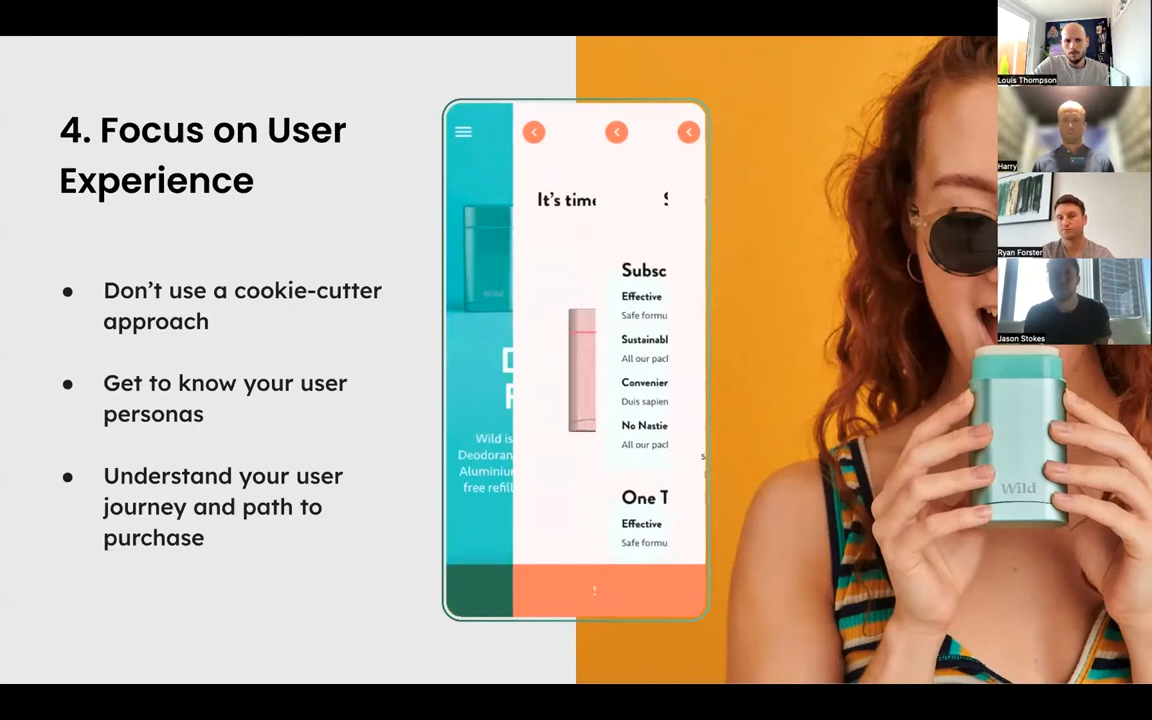 4. Focus on User
Experience
Don’t use a cookie-cutter
approach
Get to know your user
personas
Understand your user
journey and path to
purchase
Wild is
Deodoran
Aluminiu
free refill
It’s time
Subsc
Effective
Safe formu
Sustainabl
All our pack
Convenien
Duis sapien
No Nastie
All our pack
One T
Effective
Safe formu
Wild
Louis Thompson
Harry
Ryan Forster
Jason Stokes